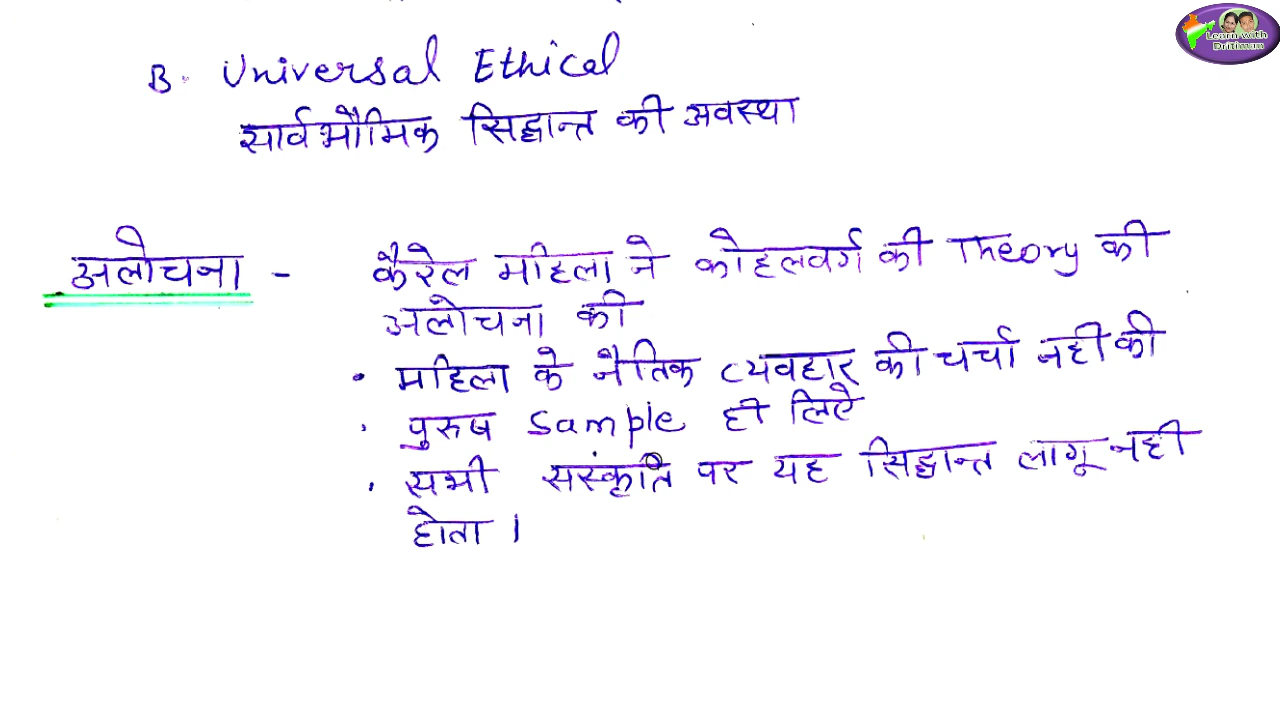 Learn with
Dritiman
B. Universal Ethical
सार्वभौमिक सिद्धान्त की अवस्था
अलोचना - कैरेल महिला ने कोहलवर्ग की Theory की
अलोचना की
• महिला के नैतिक व्यवहार की चर्चा नही की
• पुरुष Sample ही लिऐ
• सभी संस्कृति पर यह सिद्धान्त लागू नही
होता ।